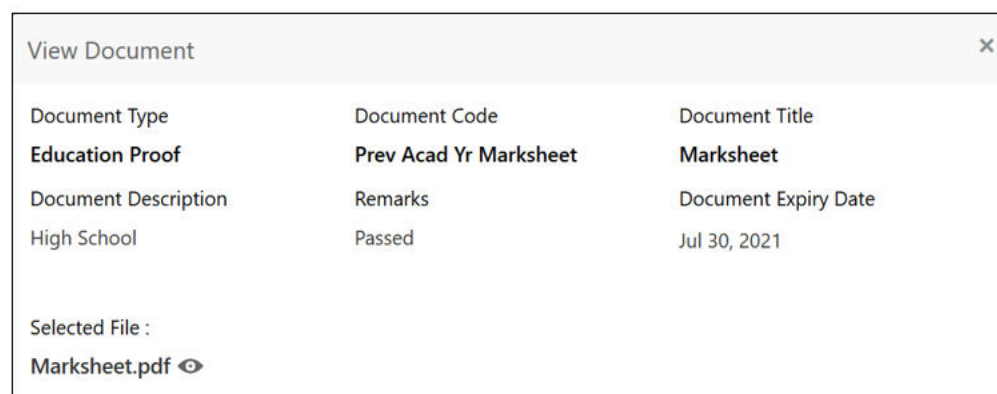 View Document ×
Document Type Document Code Document Title
Education Proof Prev Acad Yr Marksheet Marksheet
Document Description Remarks Document Expiry Date
High School Passed Jul 30, 2021
Selected File :
Marksheet.pdf